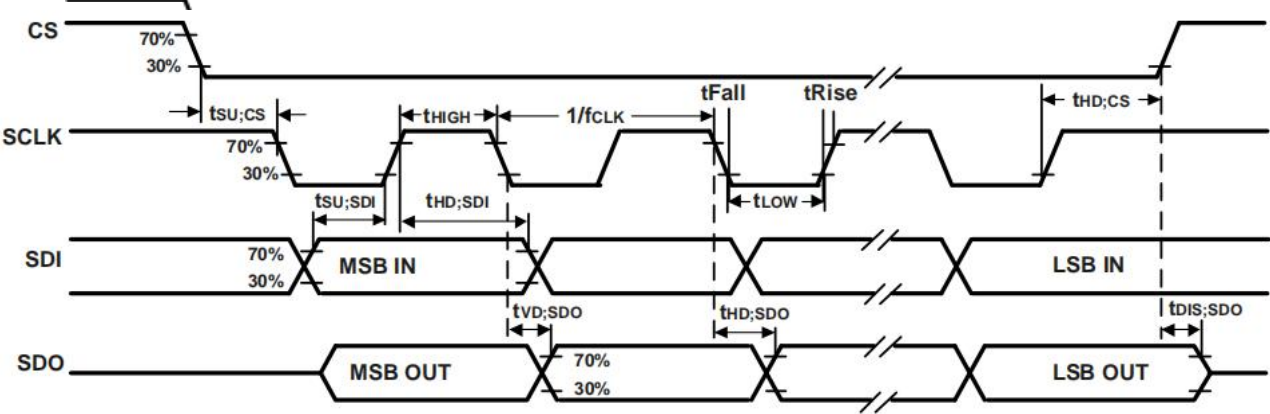 CS
70%
30%
tSU;CS
tHIGH
1/fCLK
tFall
tRise
tHD;CS
SCLK
70%
30%
tSU;SDI
tHD;SDI
tLOW
SDI
70%
30%
MSB IN
LSB IN
tVD;SDO
tHD;SDO
tDIS;SDO
SDO
MSB OUT
70%
30%
LSB OUT